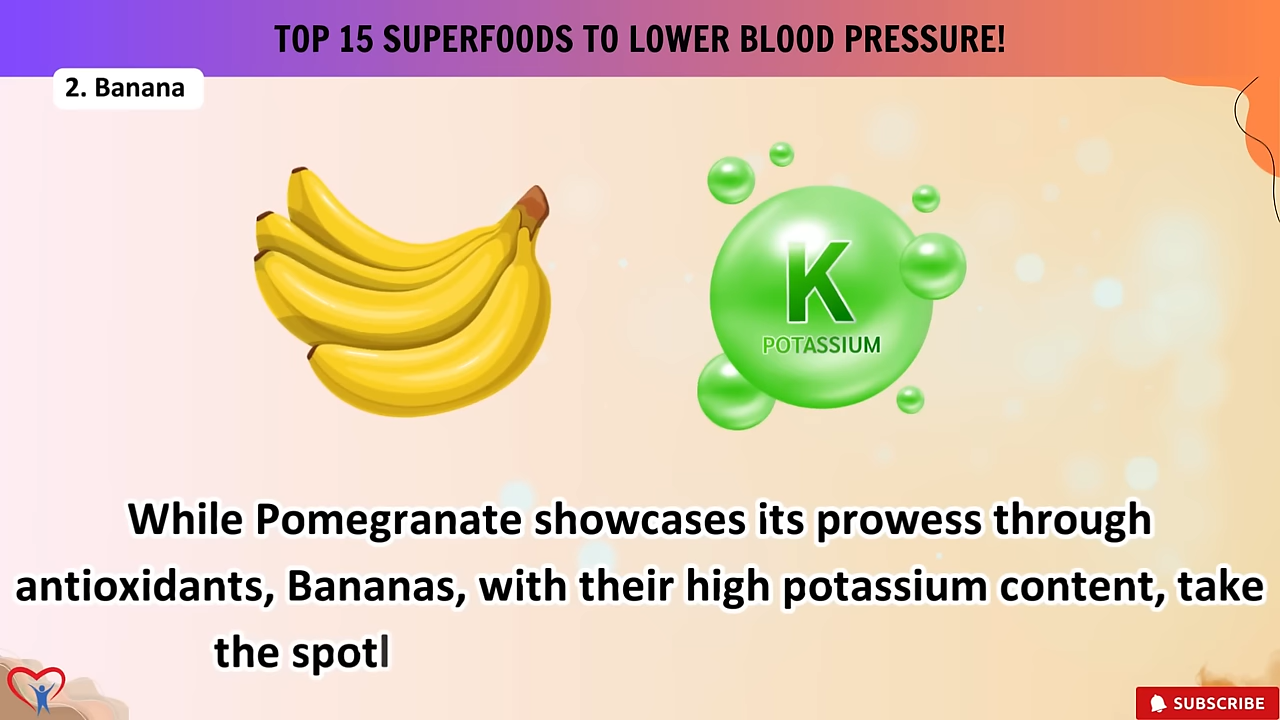 TOP 15 SUPERFOODS TO LOWER BLOOD PRESSURE!
2. Banana
K
POTASSIUM
While Pomegranate showcases its prowess through
antioxidants, Bananas, with their high potassium content, take
the spotl
SUBSCRIBE